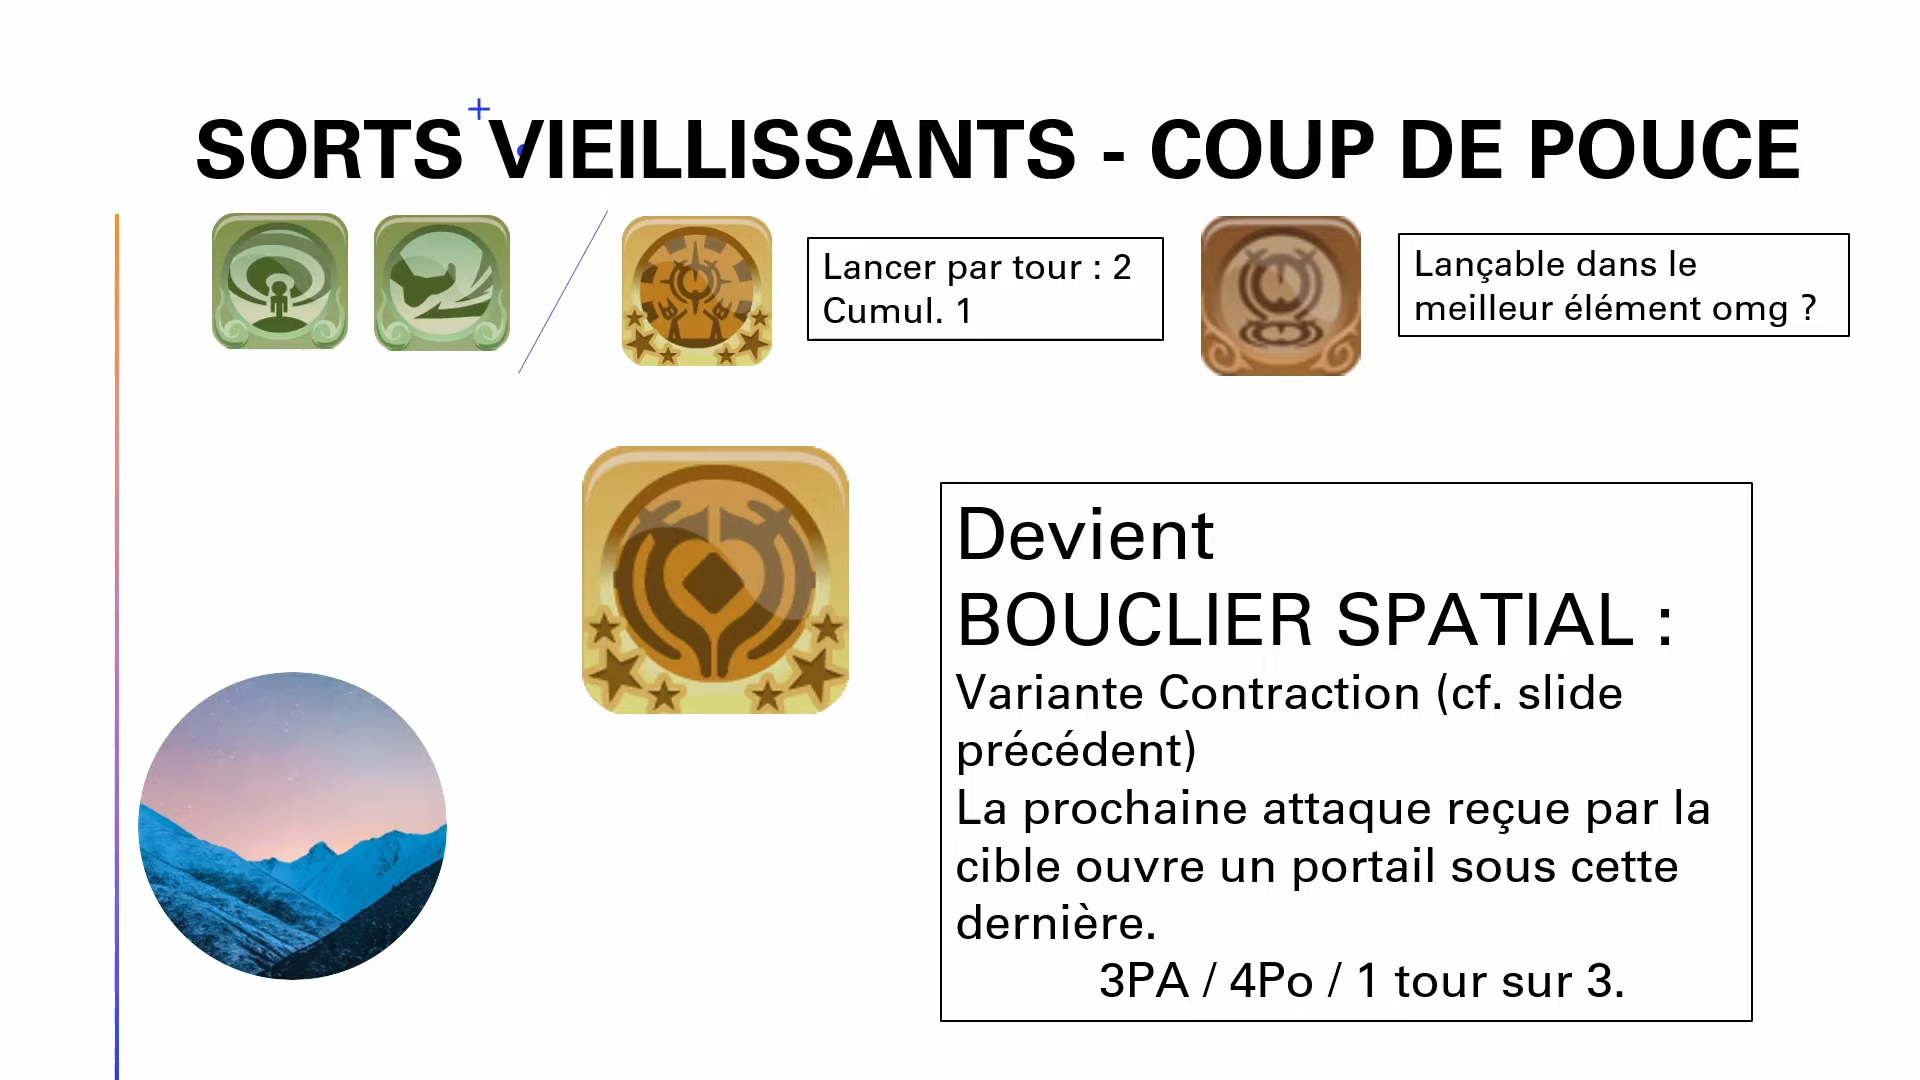 SORTS VIEILLISSANTS - COUP DE POUCE
Lancer par tour : 2
Cumul. 1
Lançable dans le
meilleur élément omg ?
Devient
BOUCLIER SPATIAL :
Variante Contraction (cf. slide
précédent)
La prochaine attaque reçue par la
cible ouvre un portail sous cette
dernière.
3PA / 4Po / 1 tour sur 3.